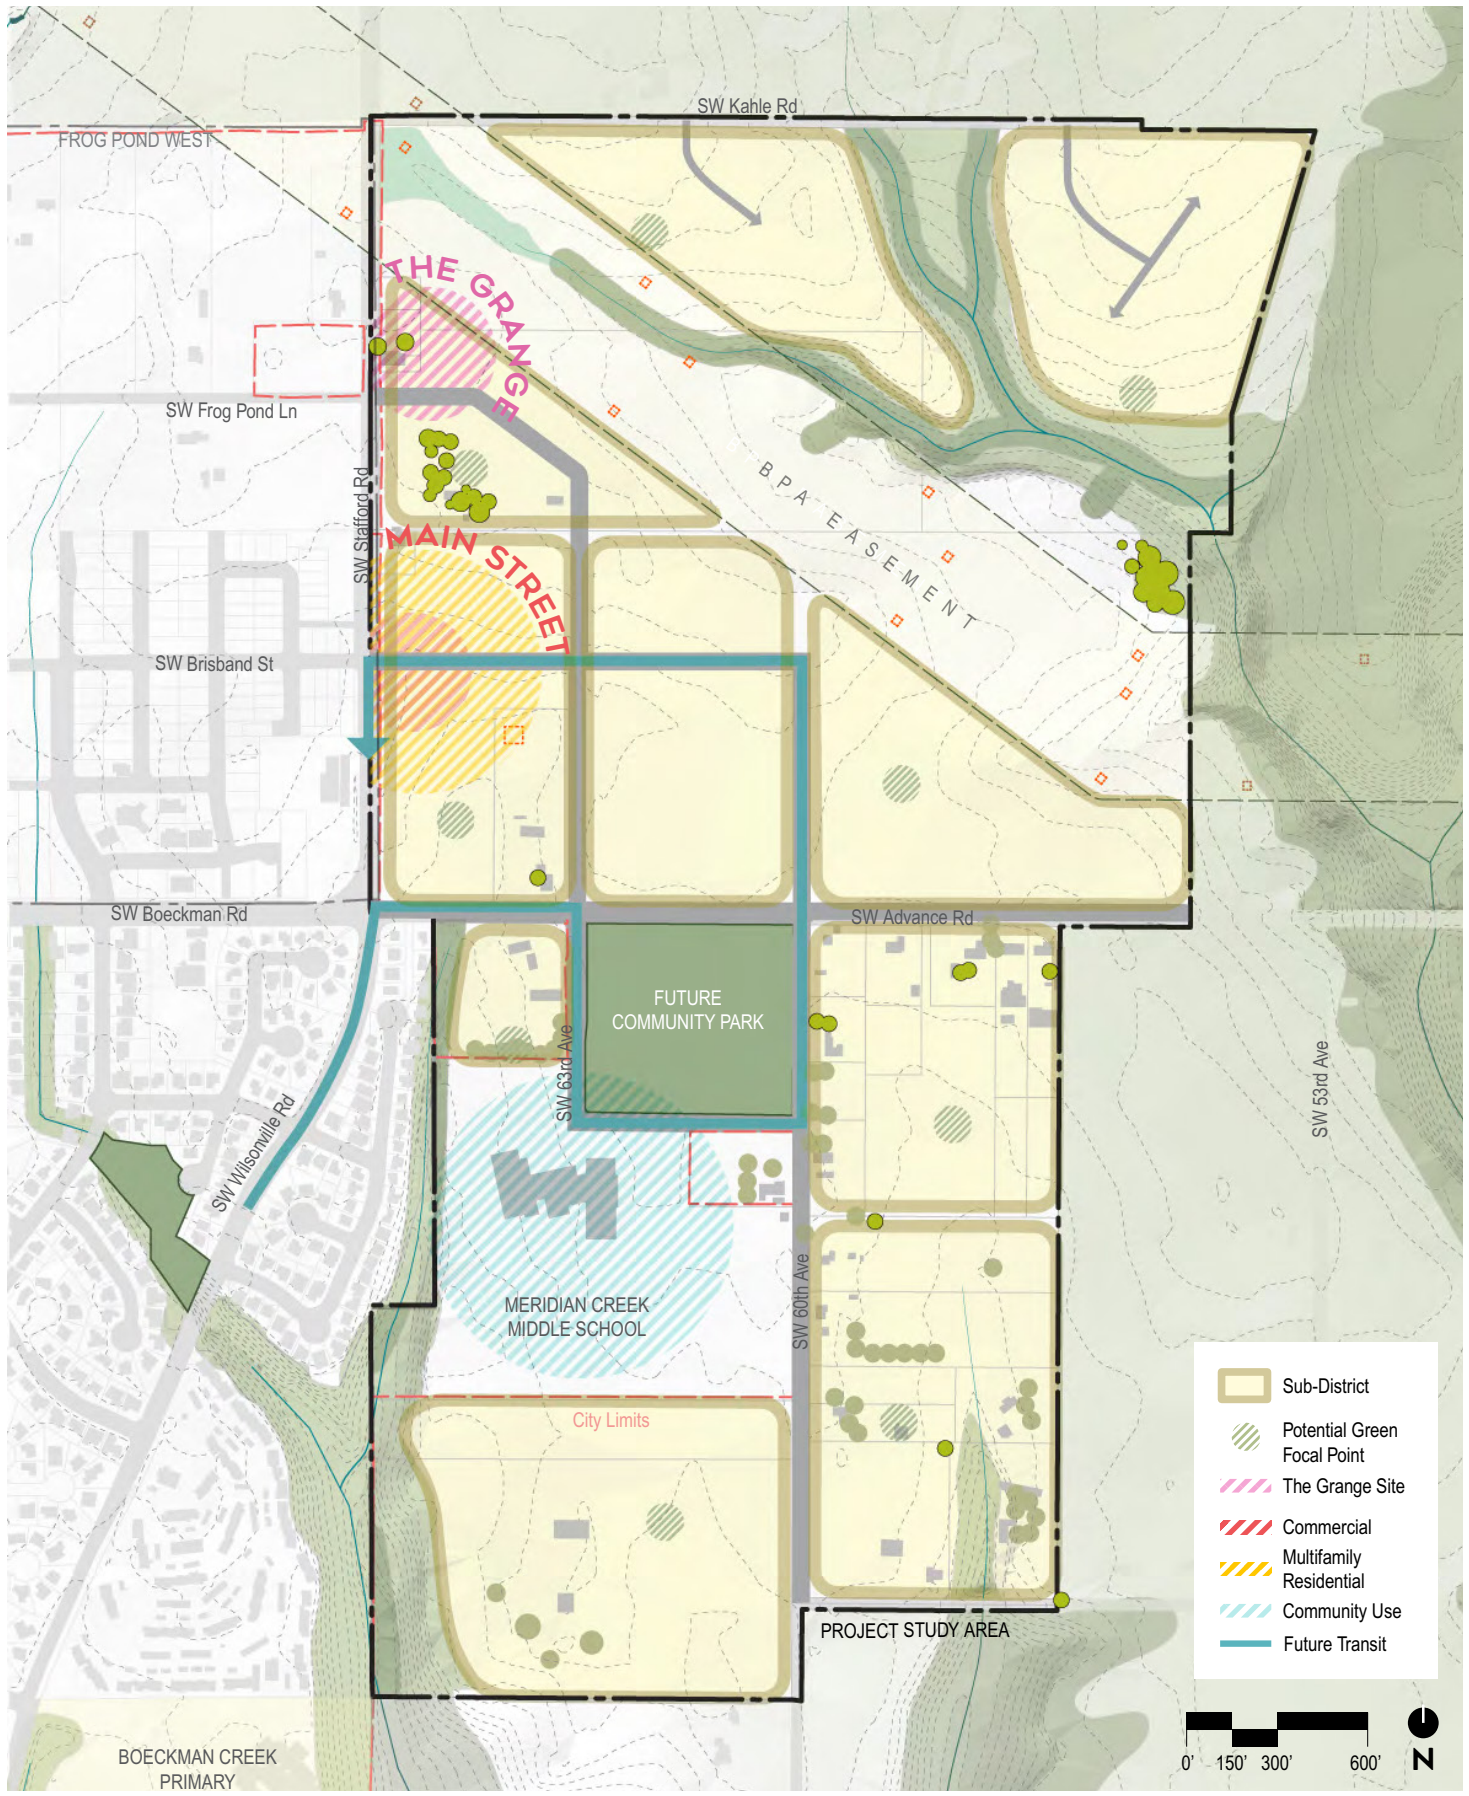 SW Kahle Rd
FROG POND WEST
THE GRANGE
SW Frog Pond Ln
SW Stafford Rd
BPA EASEMENT
MAIN STREET
SW Brisband St
SW Boeckman Rd
SW Advance Rd
FUTURE
COMMUNITY PARK
SW 63rd Ave
SW 53rd Ave
SW Wilsonville Rd
SW 60th Ave
MERIDIAN CREEK
MIDDLE SCHOOL
City Limits
PROJECT STUDY AREA
BOECKMAN CREEK
PRIMARY
Sub-District
Potential Green
Focal Point
The Grange Site
Commercial
Multifamily
Residential
Community Use
Future Transit
0' 150' 300' 600'
N